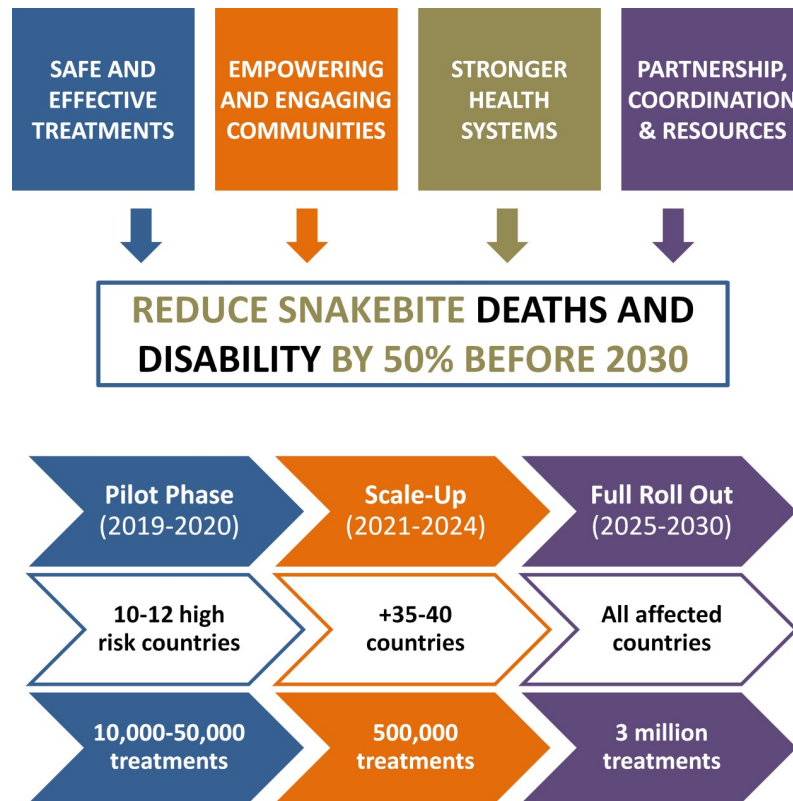 SAFE AND
EFFECTIVE
TREATMENTS
EMPOWERING
AND ENGAGING
COMMUNITIES
STRONGER
HEALTH
SYSTEMS
PARTNERSHIP,
COORDINATION
& RESOURCES
REDUCE SNAKEBITE DEATHS AND
DISABILITY BY 50% BEFORE 2030
Pilot Phase
(2019-2020)
Scale-Up
(2021-2024)
Full Roll Out
(2025-2030)
10-12 high
risk countries
+35-40
countries
All affected
countries
10,000-50,000
treatments
500,000
treatments
3 million
treatments